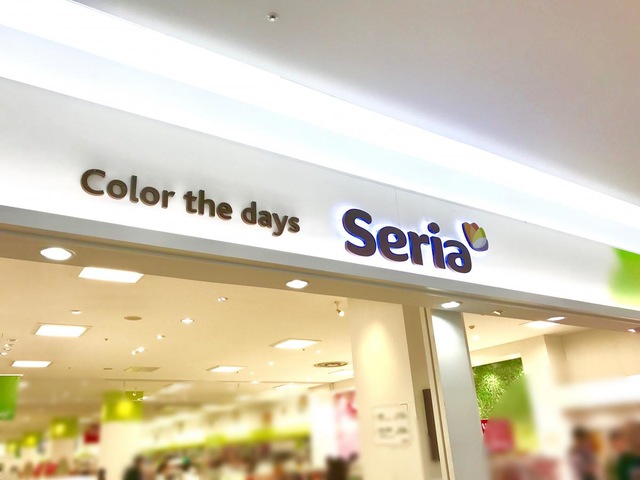 Color the days
Seria